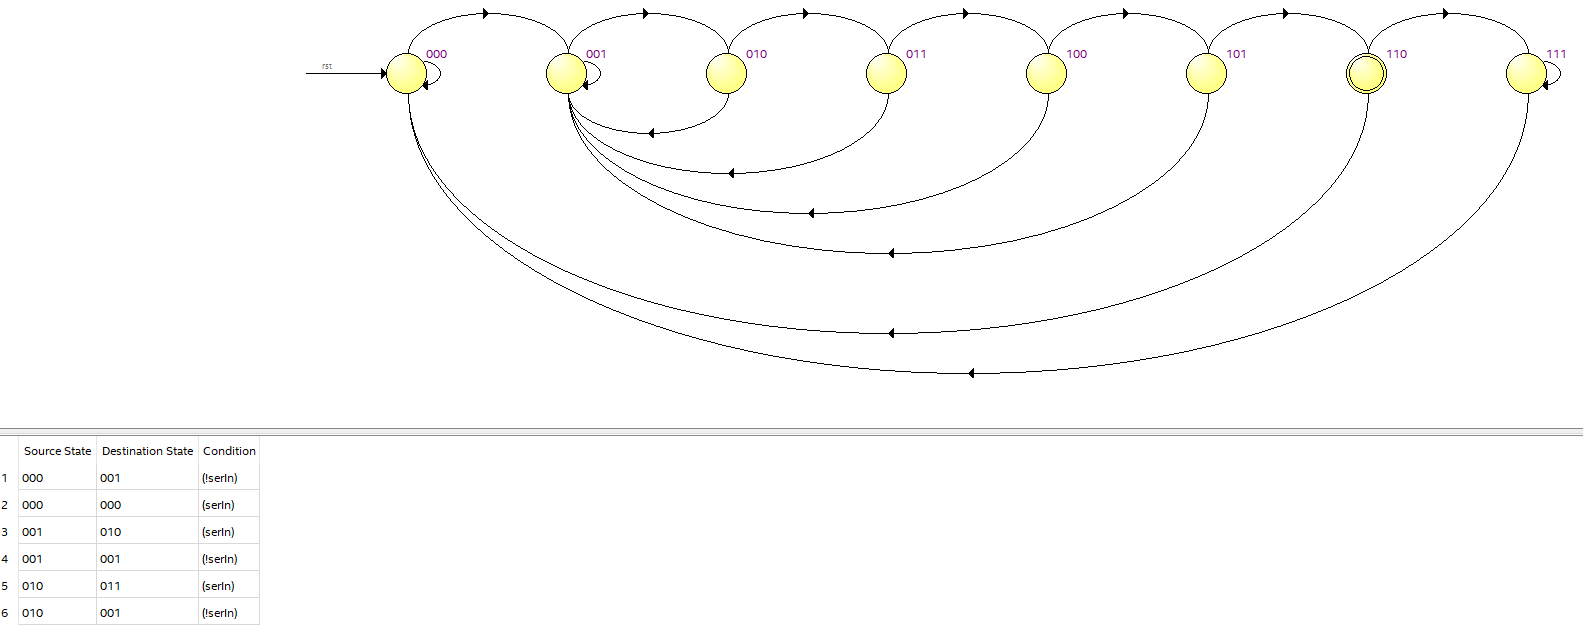 000 001 010 011 100 101 110 111
rst
Source State Destination State Condition
1 000 001 (!serIn)
2 000 000 (serIn)
3 001 010 (serIn)
4 001 001 (!serIn)
5 010 011 (serIn)
6 010 001 (!serIn)